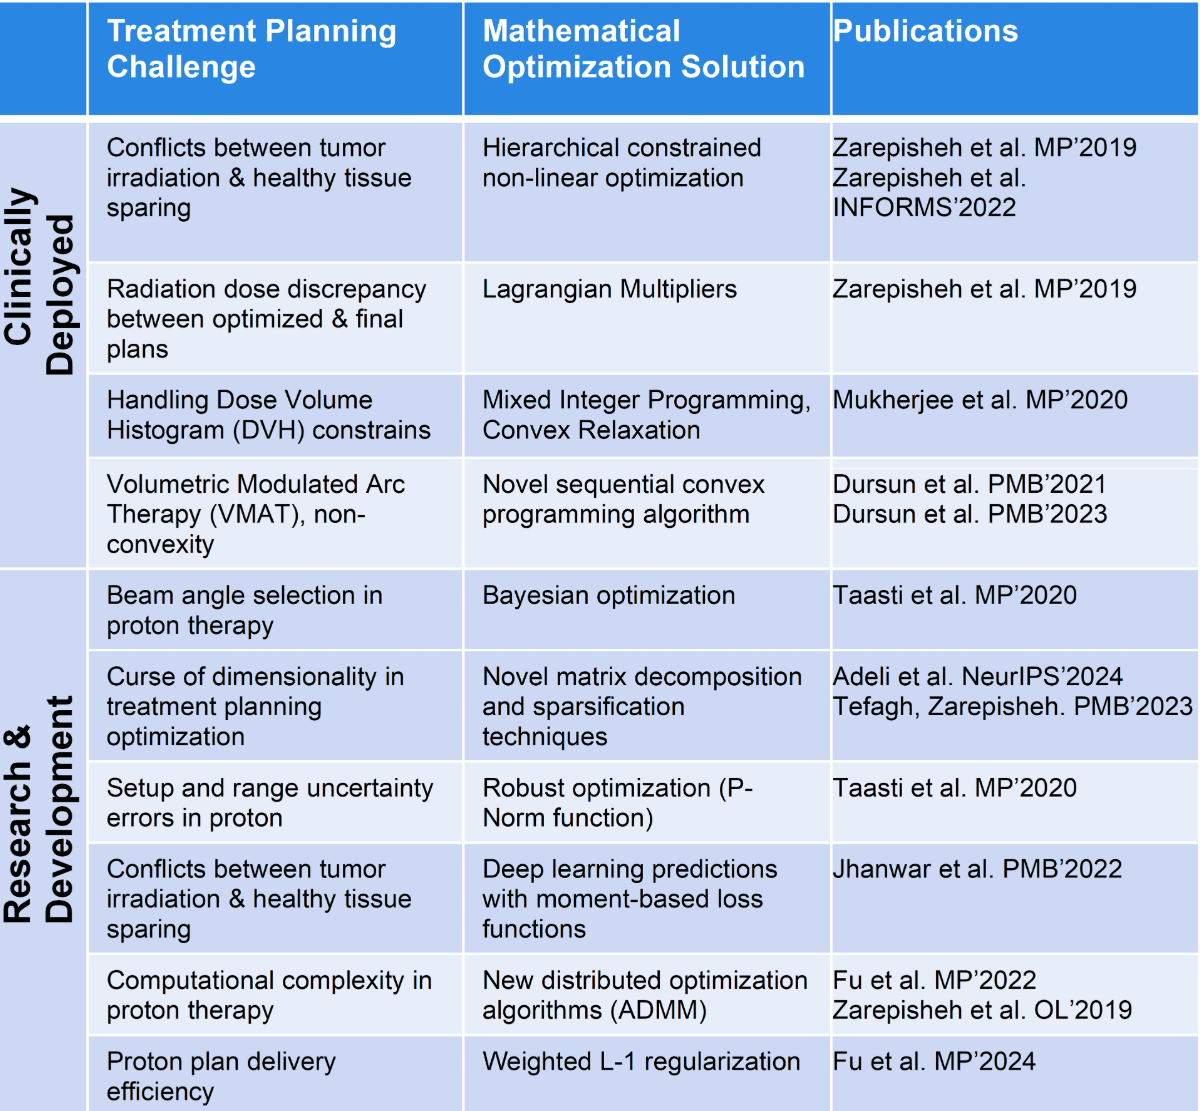 Treatment Planning
Challenge
Mathematical
Optimization Solution
Publications
Clinically
Deployed
Conflicts between tumor
irradiation & healthy tissue
sparing
Hierarchical constrained
non-linear optimization
Zarepisheh et al. MP’2019
Zarepisheh et al.
INFORMS’2022
Radiation dose discrepancy
between optimized & final
plans
Lagrangian Multipliers
Zarepisheh et al. MP’2019
Handling Dose Volume
Histogram (DVH) constrains
Mixed Integer Programming,
Convex Relaxation
Mukherjee et al. MP’2020
Volumetric Modulated Arc
Therapy (VMAT), non-
convexity
Novel sequential convex
programming algorithm
Dursun et al. PMB’2021
Dursun et al. PMB’2023
Research &
Development
Beam angle selection in
proton therapy
Bayesian optimization
Taasti et al. MP’2020
Curse of dimensionality in
treatment planning
optimization
Novel matrix decomposition
and sparsification
techniques
Adeli et al. NeurIPS’2024
Tefagh, Zarepisheh. PMB’2023
Setup and range uncertainty
errors in proton
Robust optimization (P-
Norm function)
Taasti et al. MP’2020
Conflicts between tumor
irradiation & healthy tissue
sparing
Deep learning predictions
with moment-based loss
functions
Jhanwar et al. PMB’2022
Computational complexity in
proton therapy
New distributed optimization
algorithms (ADMM)
Fu et al. MP’2022
Zarepisheh et al. OL’2019
Proton plan delivery
efficiency
Weighted L-1 regularization
Fu et al. MP’2024